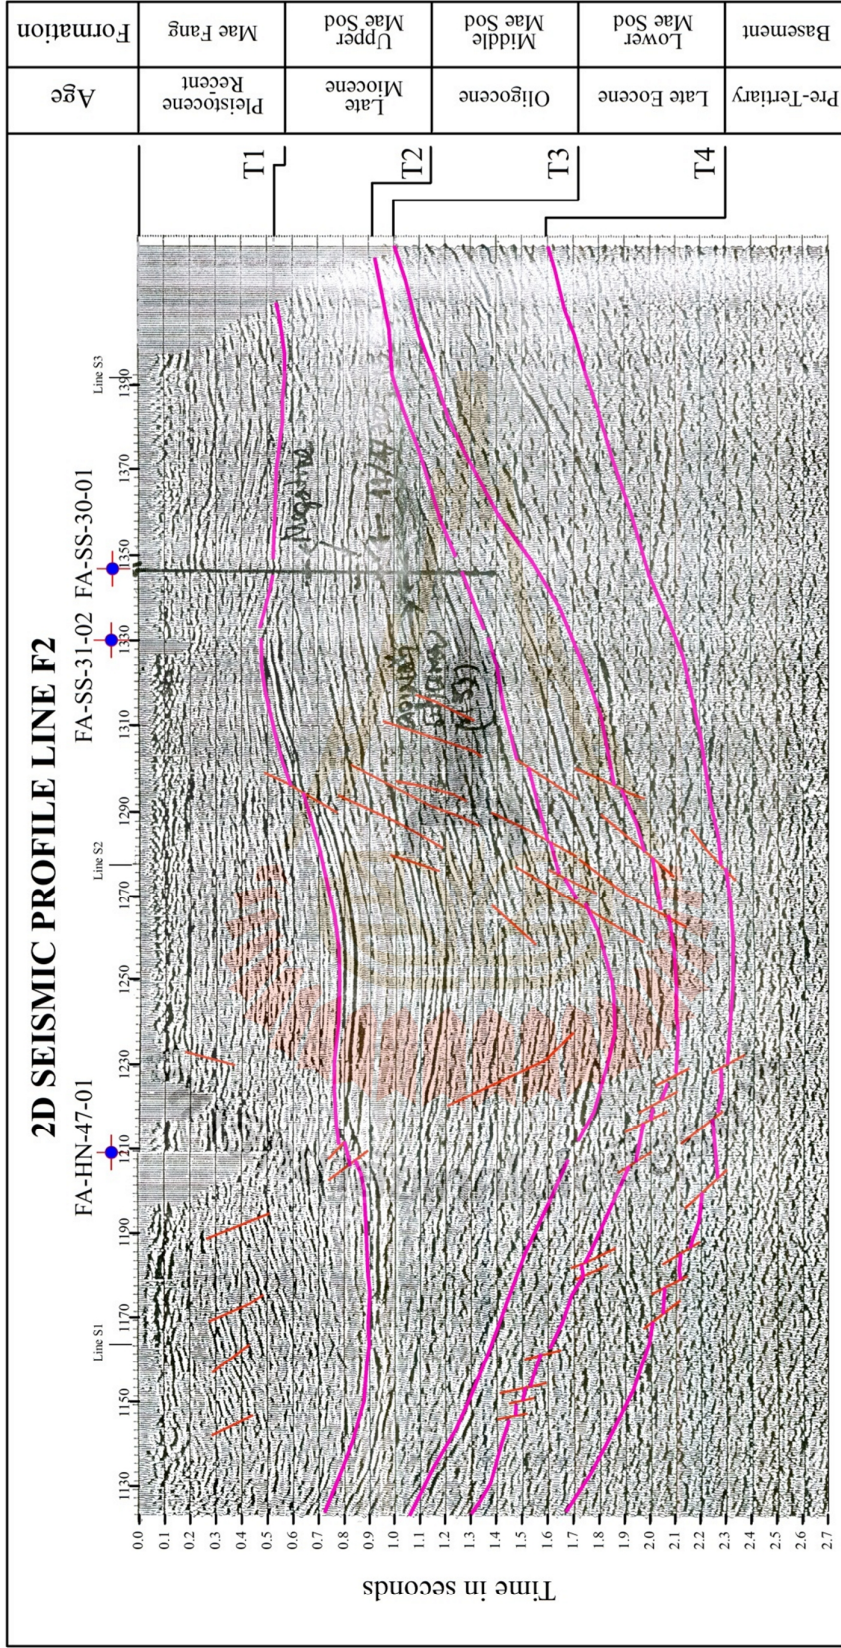 2D SEISMIC PROFILE LINE F2
FA-HN-47-01
FA-SS-31-02
FA-SS-30-01
Line S1
Line S2
Line S3
1130
1150
1170
1190
1210
1230
1250
1270
1290
1310
1330
1350
1370
1390
Time in seconds
0.0
0.1
0.2
0.3
0.4
0.5
0.6
0.7
0.8
0.9
1.0
1.1
1.2
1.3
1.4
1.5
1.6
1.7
1.8
1.9
2.0
2.1
2.2
2.3
2.4
2.5
2.6
2.7
T1
T2
T3
T4
Age
Formation
Pleistocene
-
Recent
Mae Fang
Late
Miocene
Upper
Mae Sod
Oligocene
Middle
Mae Sod
Late Eocene
Lower
Mae Sod
Pre-Tertiary
Basement